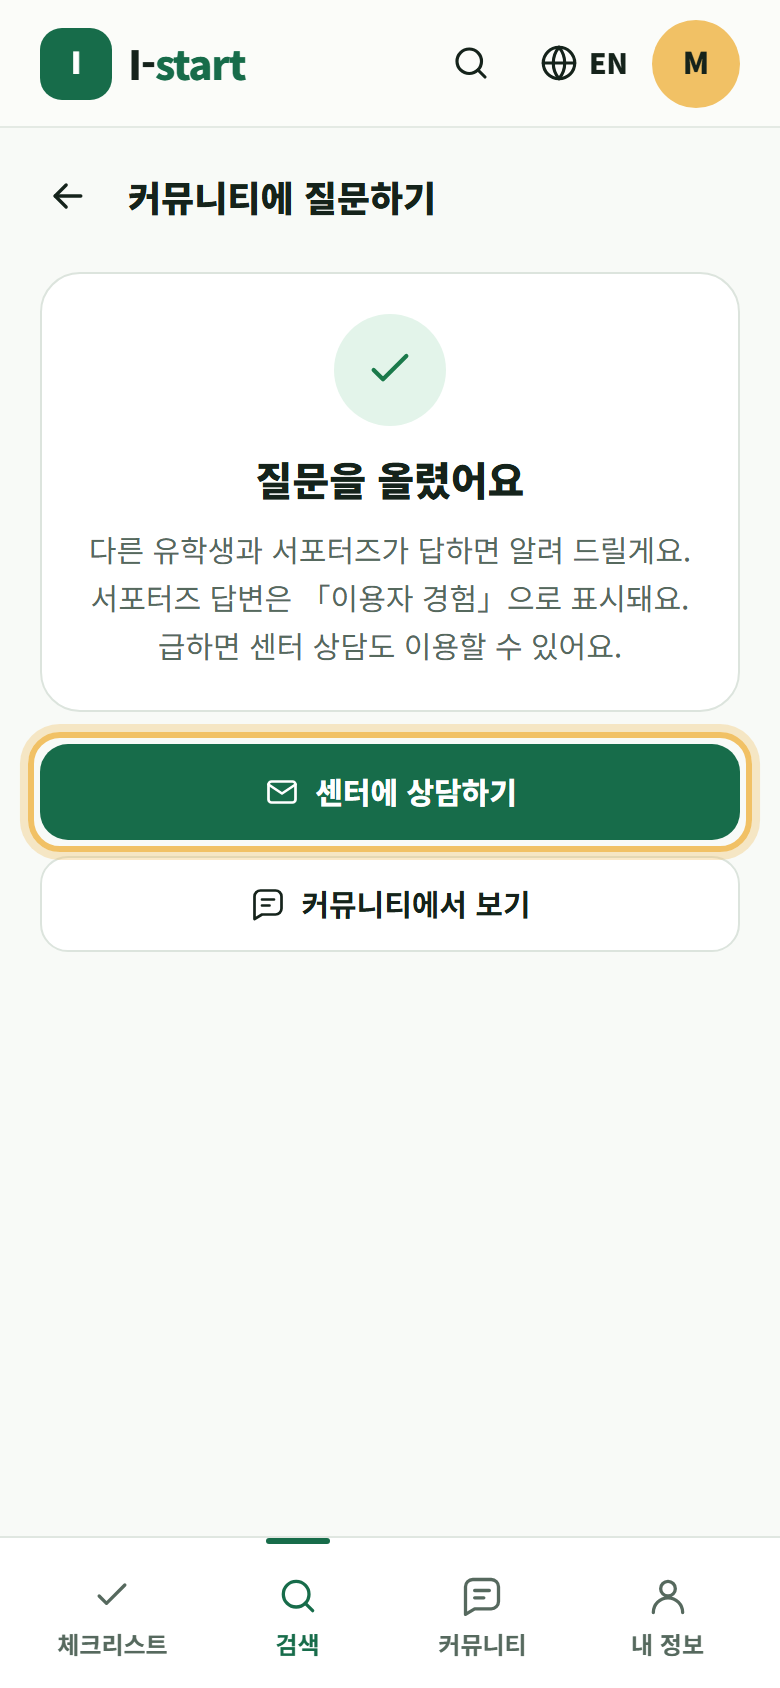 I
I-start
EN
M
커뮤니티에 질문하기
질문을 올렸어요
다른 유학생과 서포터즈가 답하면 알려 드릴게요.
서포터즈 답변은 「이용자 경험」으로 표시돼요.
급하면 센터 상담도 이용할 수 있어요.
센터에 상담하기
커뮤니티에서 보기
체크리스트
검색
커뮤니티
내 정보